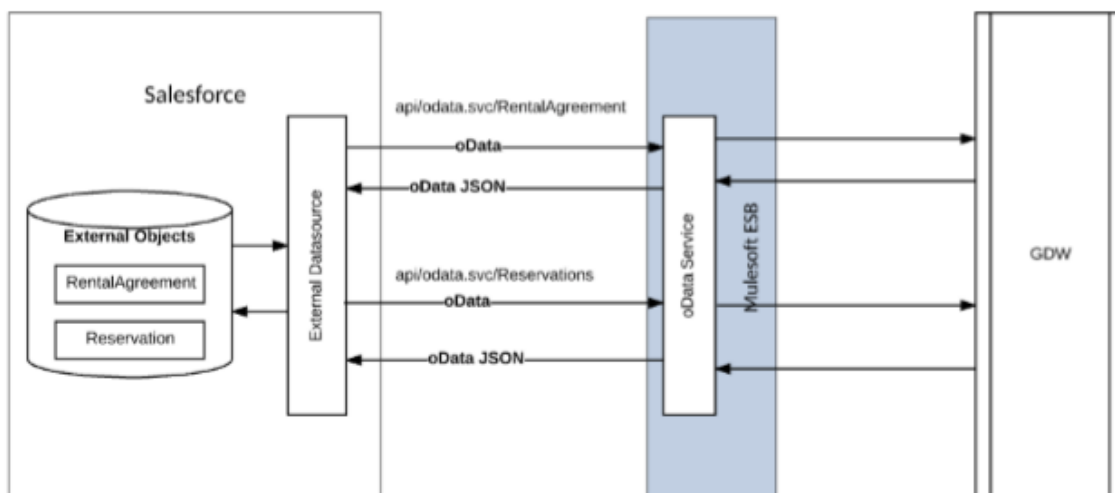 Salesforce
External Objects
RentalAgreement
Reservation
External Datasource
api/odata.svc/RentalAgreement
oData
oData JSON
api/odata.svc/Reservations
oData
oData JSON
oData Service
Mulesoft ESB
GDW